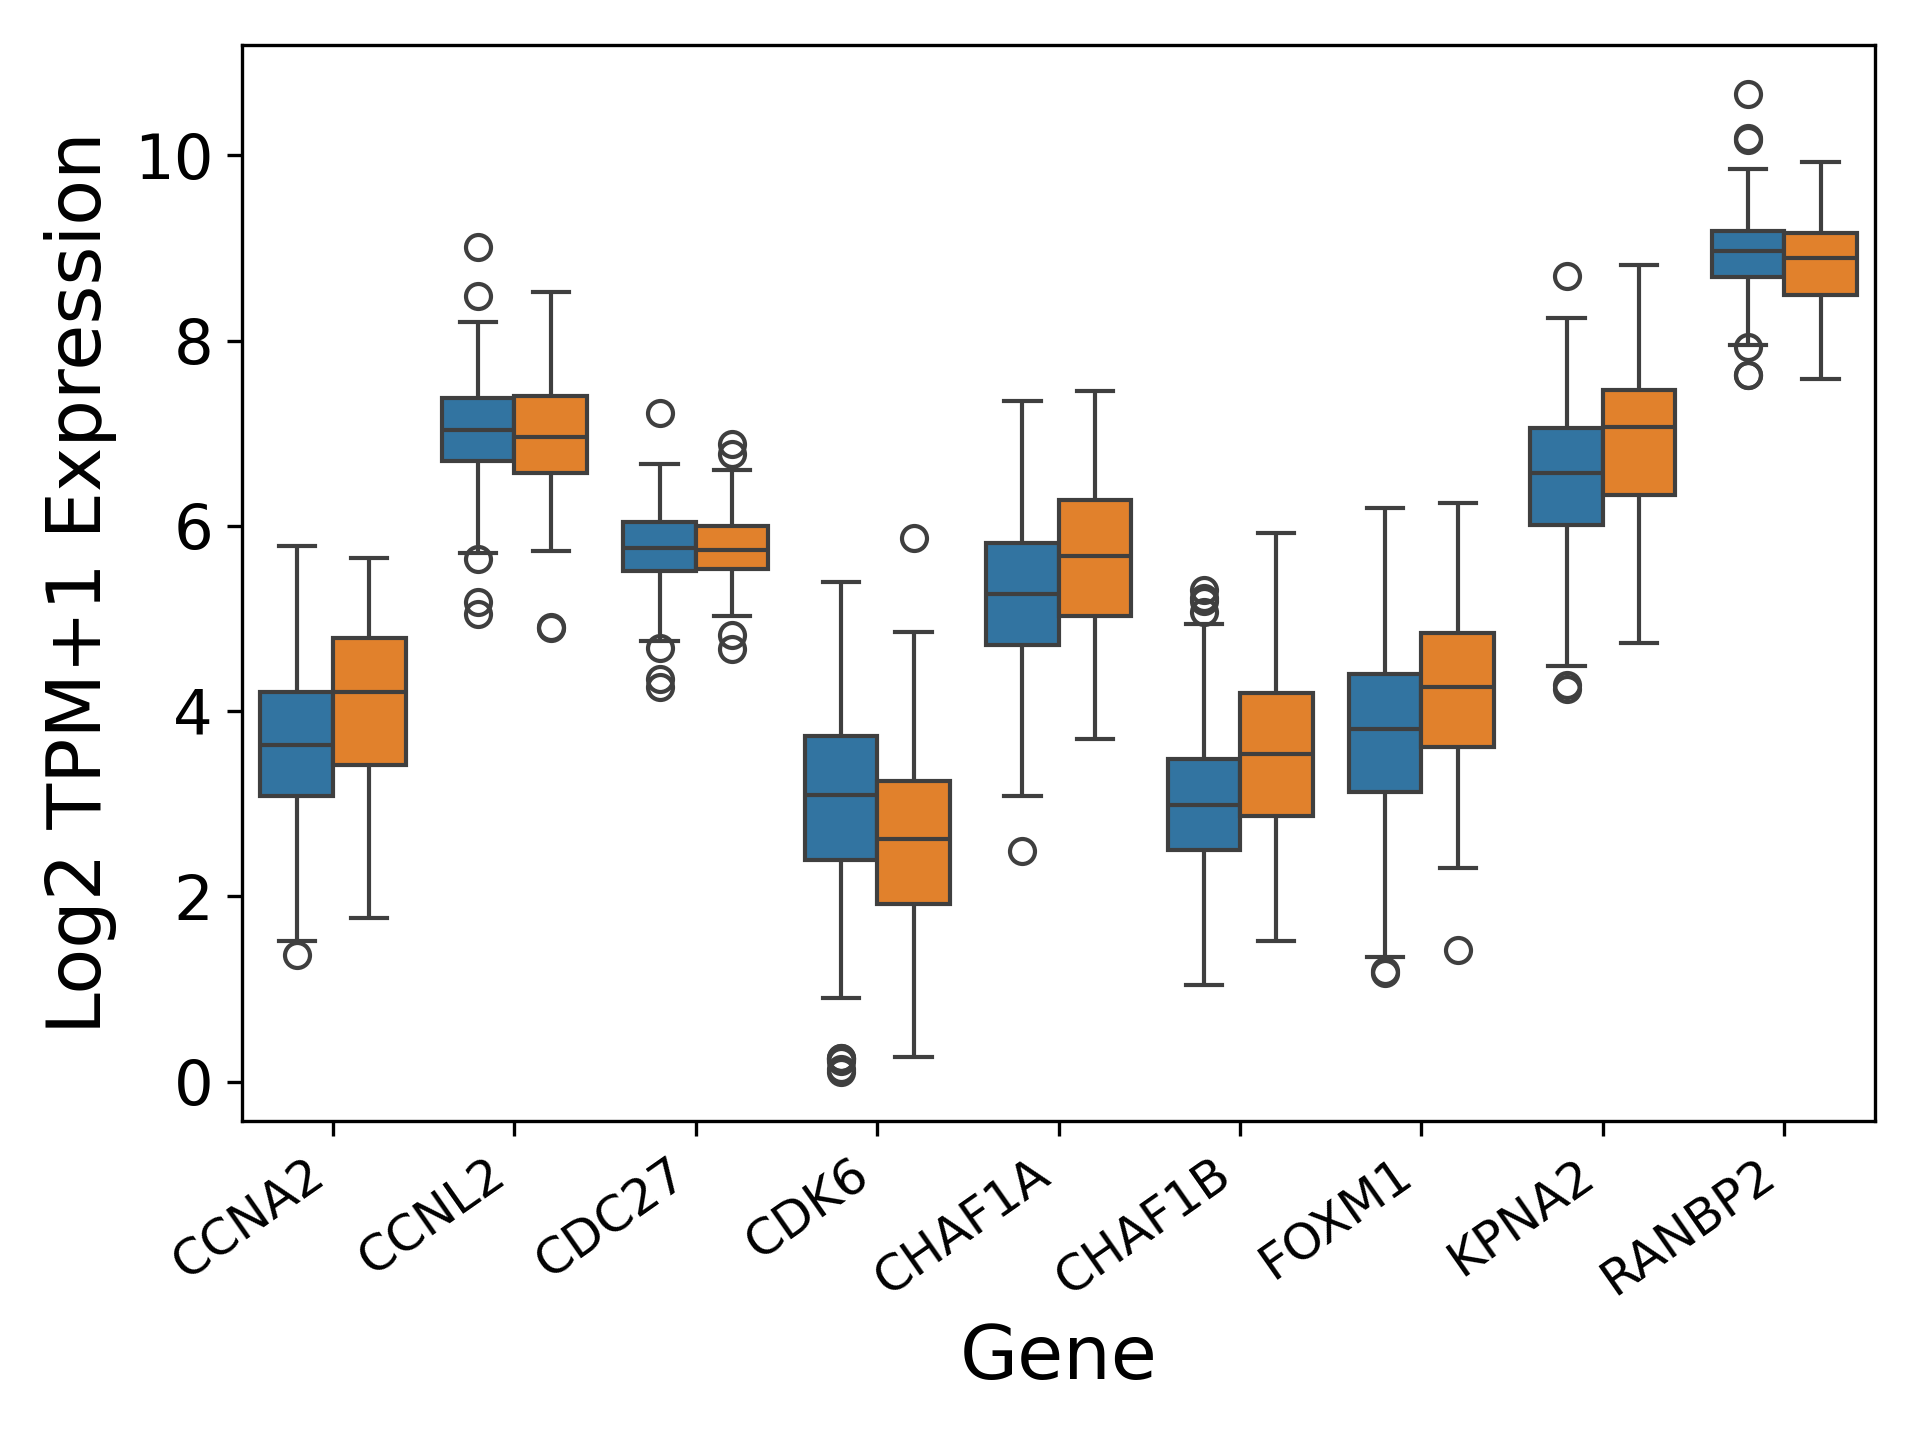 Log2 TPM+1 Expression
10
8
6
4
2
0
CCNA2
CCNL2
CDC27
CDK6
CHAF1A
CHAF1B
FOXM1
KPNA2
RANBP2
Gene